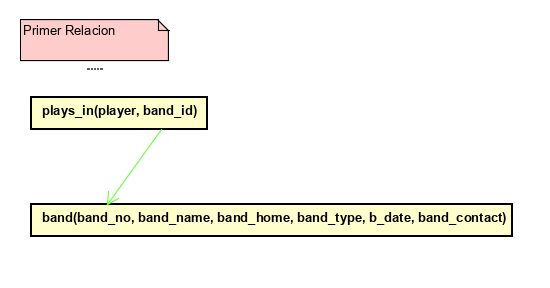 Primer Relacion
.....
plays_in(player, band_id)
band(band_no, band_name, band_home, band_type, b_date, band_contact)